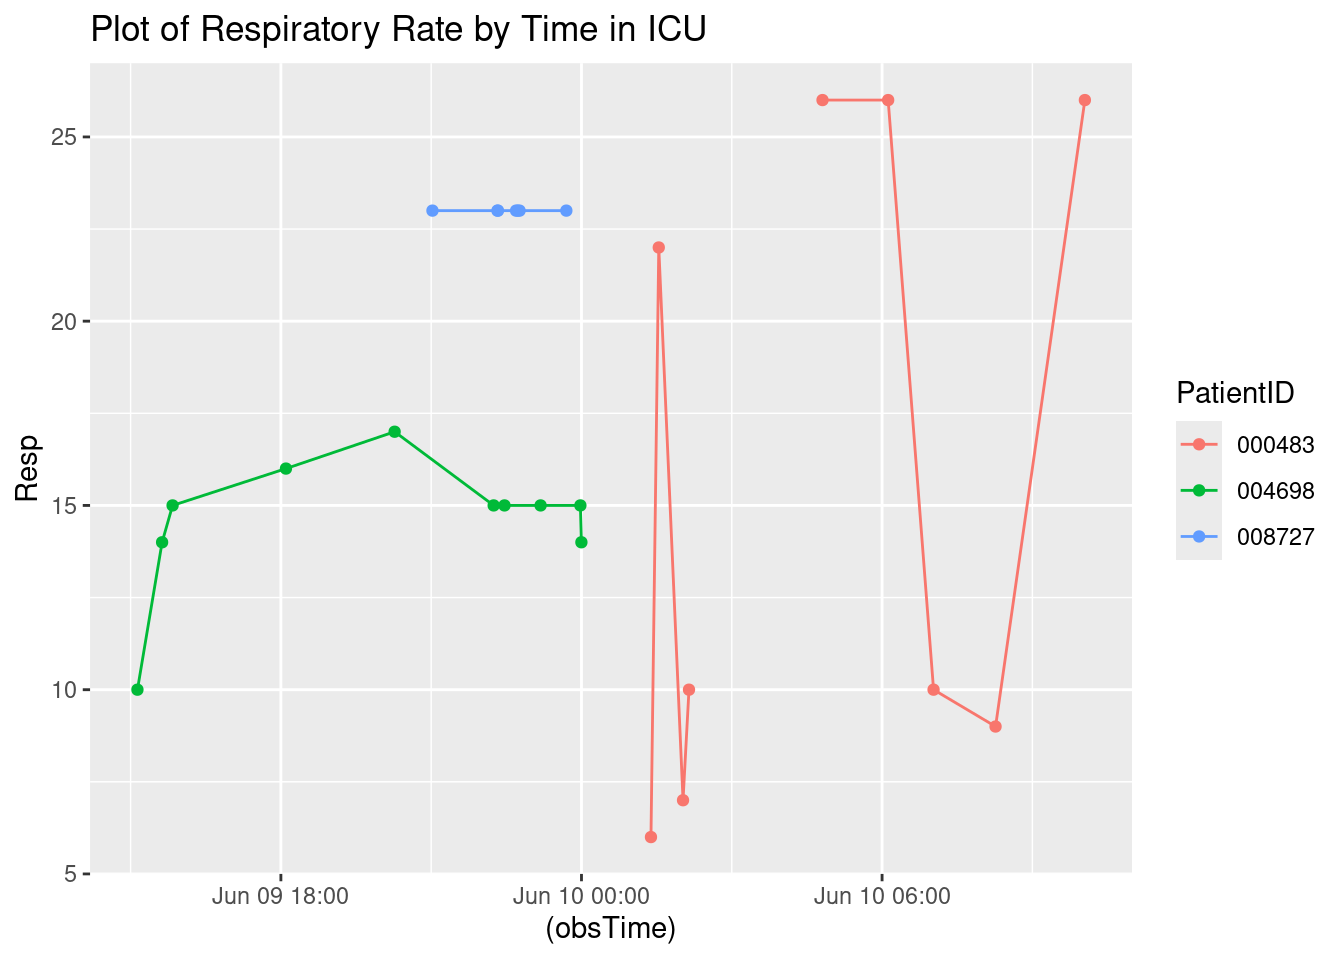 Plot of Respiratory Rate by Time in ICU
Resp
25
20
15
10
5
Jun 09 18:00
Jun 10 00:00
Jun 10 06:00
(obsTime)
PatientID
000483
004698
008727